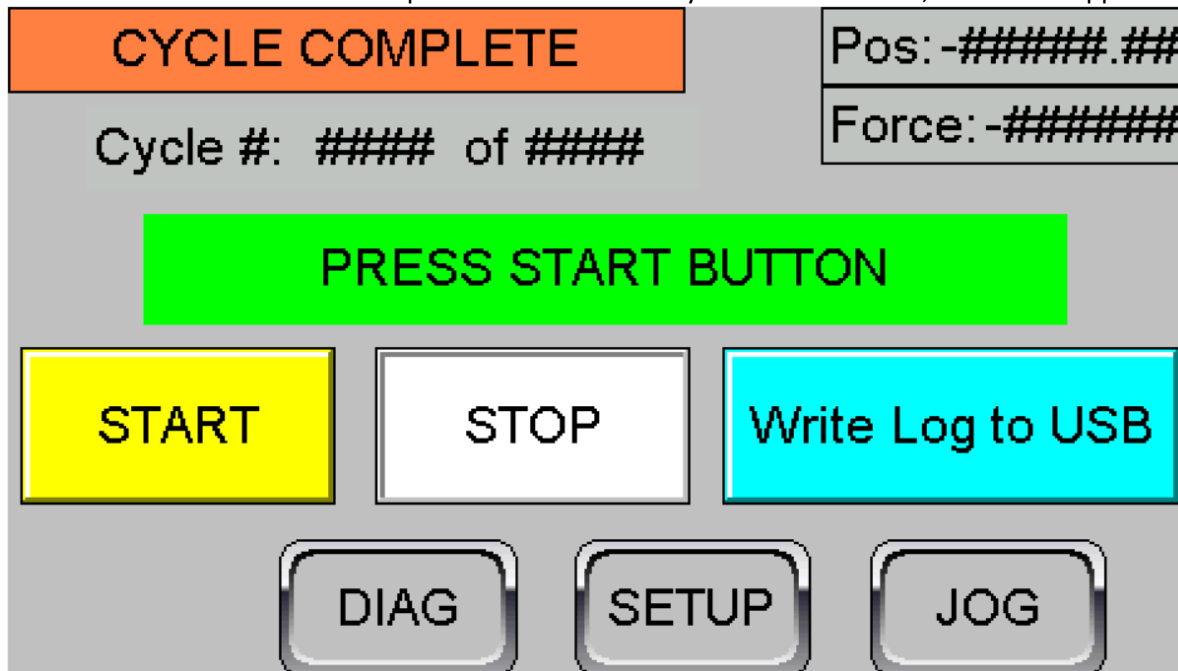 CYCLE COMPLETE
Pos:-#####.##
Cycle #: #### of ####
Force:-######
PRESS START BUTTON
START
STOP
Write Log to USB
DIAG
SETUP
JOG